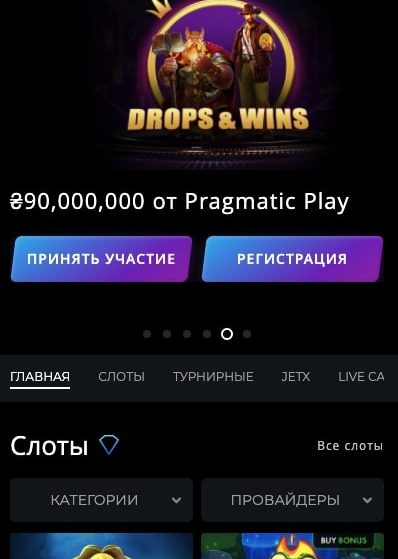 DROPS & WINS
₴90,000,000 от Pragmatic Play
ПРИНЯТЬ УЧАСТИЕ
РЕГИСТРАЦИЯ
ГЛАВНАЯ СЛОТЫ ТУРНИРНЫЕ JETX LIVE CA
Слоты
Все слоты
КАТЕГОРИИ
ПРОВАЙДЕРЫ
BUY BONUS